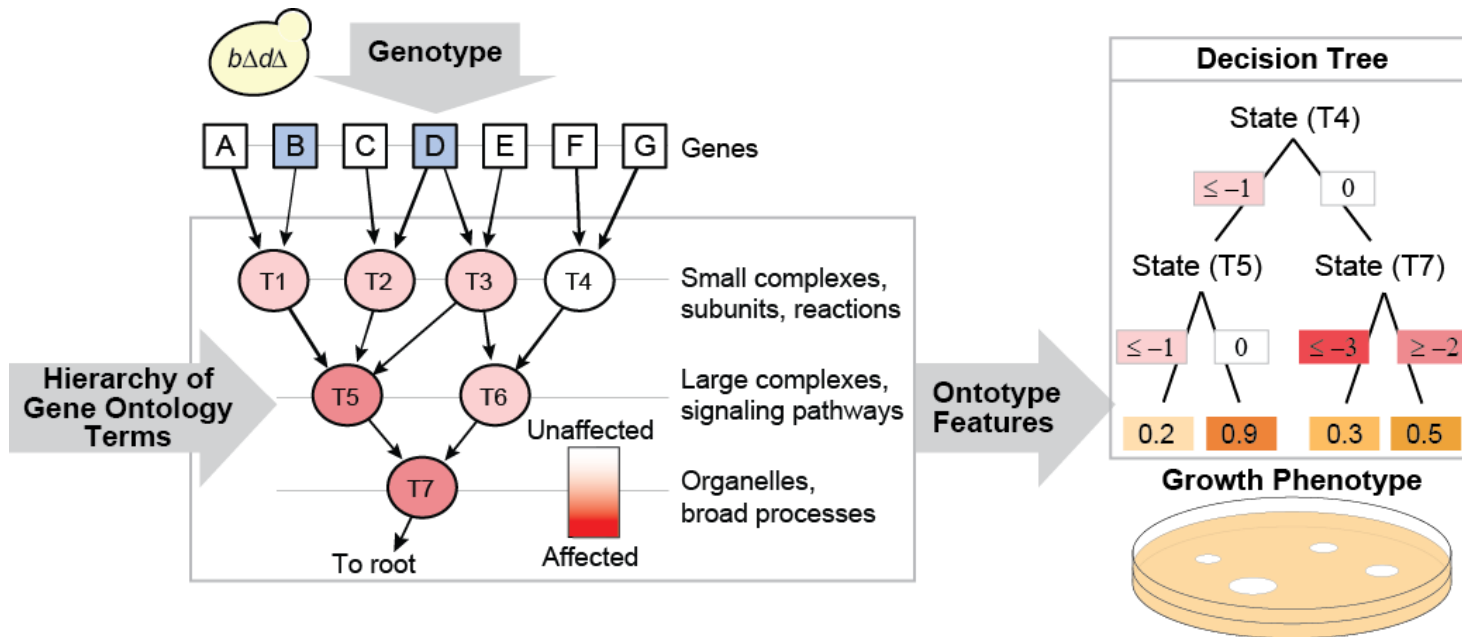 bΔdΔ
Genotype
A B C D E F G
Genes
T1 T2 T3 T4
Small complexes,
subunits, reactions
Hierarchy of
Gene Ontology
Terms
T5 T6
Large complexes,
signaling pathways
Unaffected
T7
Organelles,
broad processes
Affected
To root
Ontotype
Features
Decision Tree
State (T4)
≤ −1 0
State (T5) State (T7)
≤ −1 0 ≤ −3 ≥ −2
0.2 0.9 0.3 0.5
Growth Phenotype